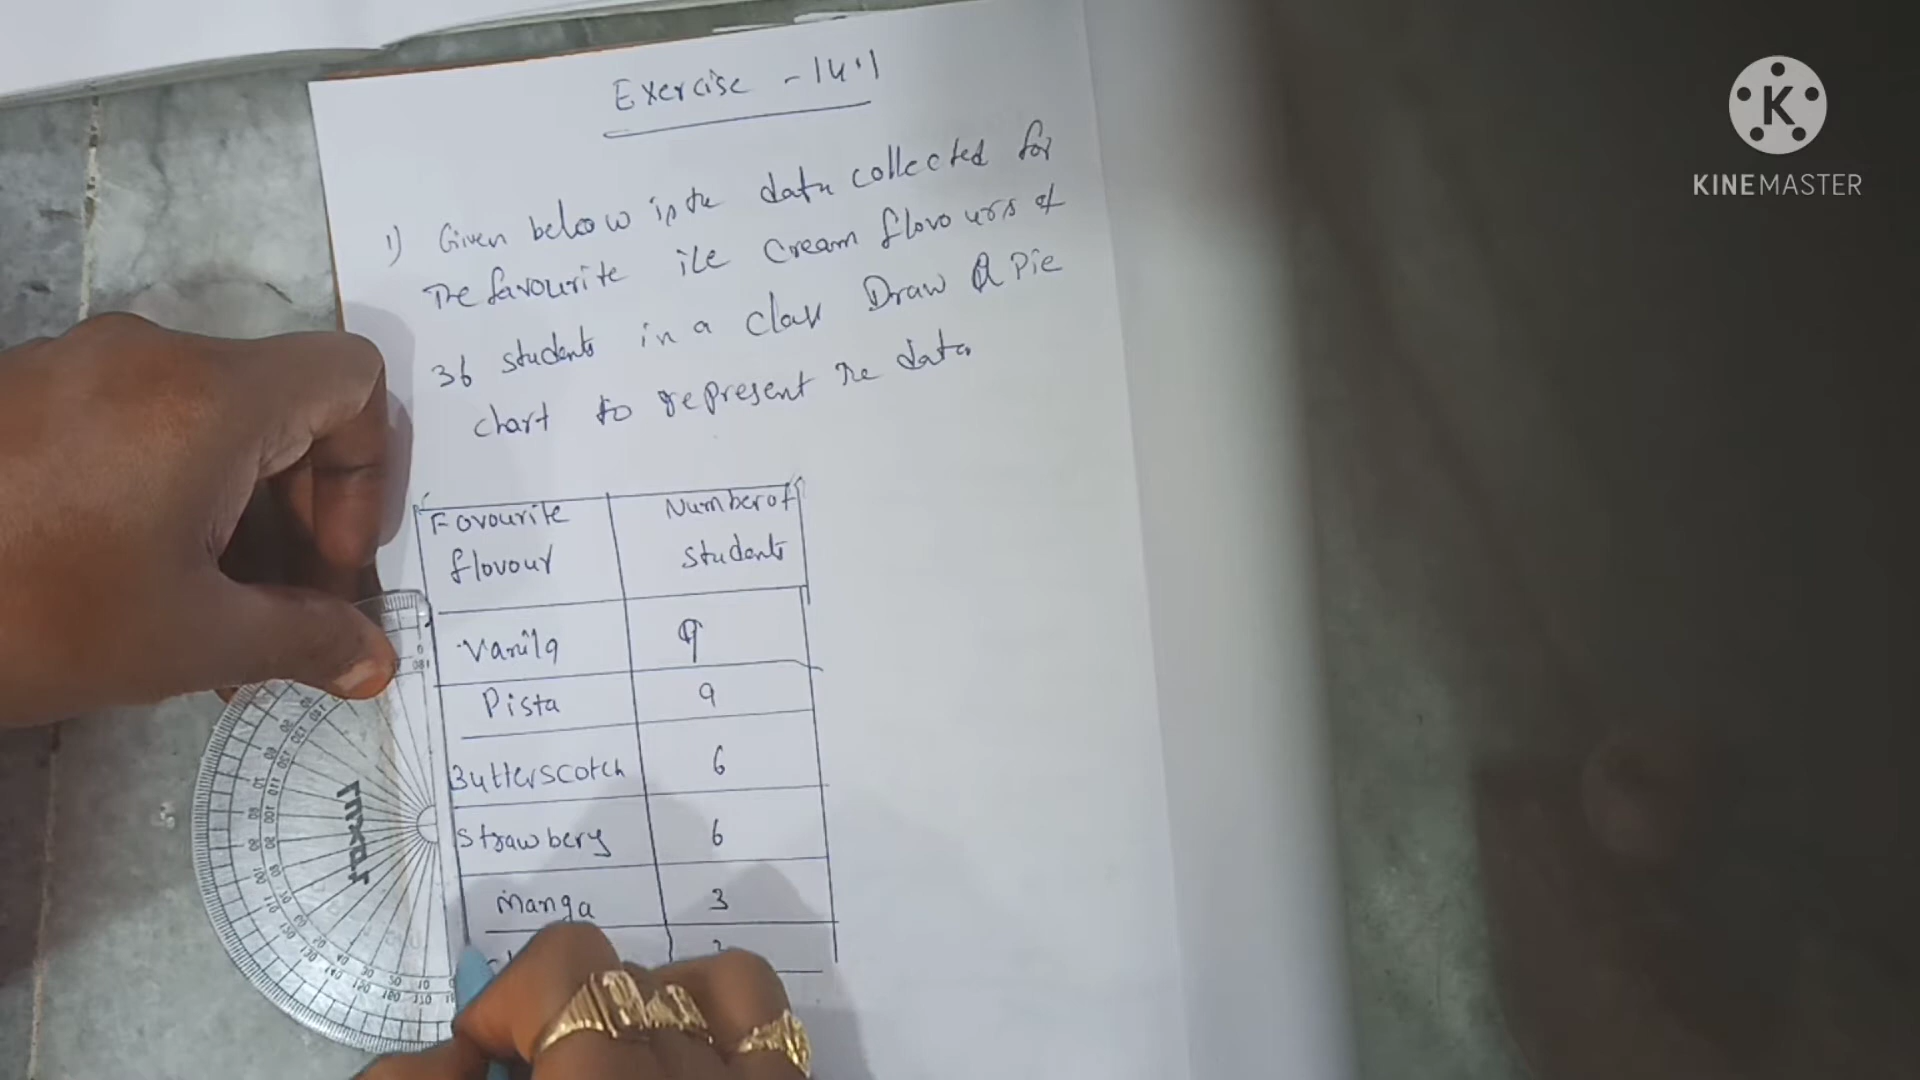 Exercise - 14.1
1) Given below is the data collected for
The favourite ice cream flovours of
36 students in a class Draw a Pie
chart to represent the data
Favourite Number of
flovour students
Vanila 9
Pista 9
Butterscotch 6
Strawbery 6
Manga 3
K
KINEMASTER